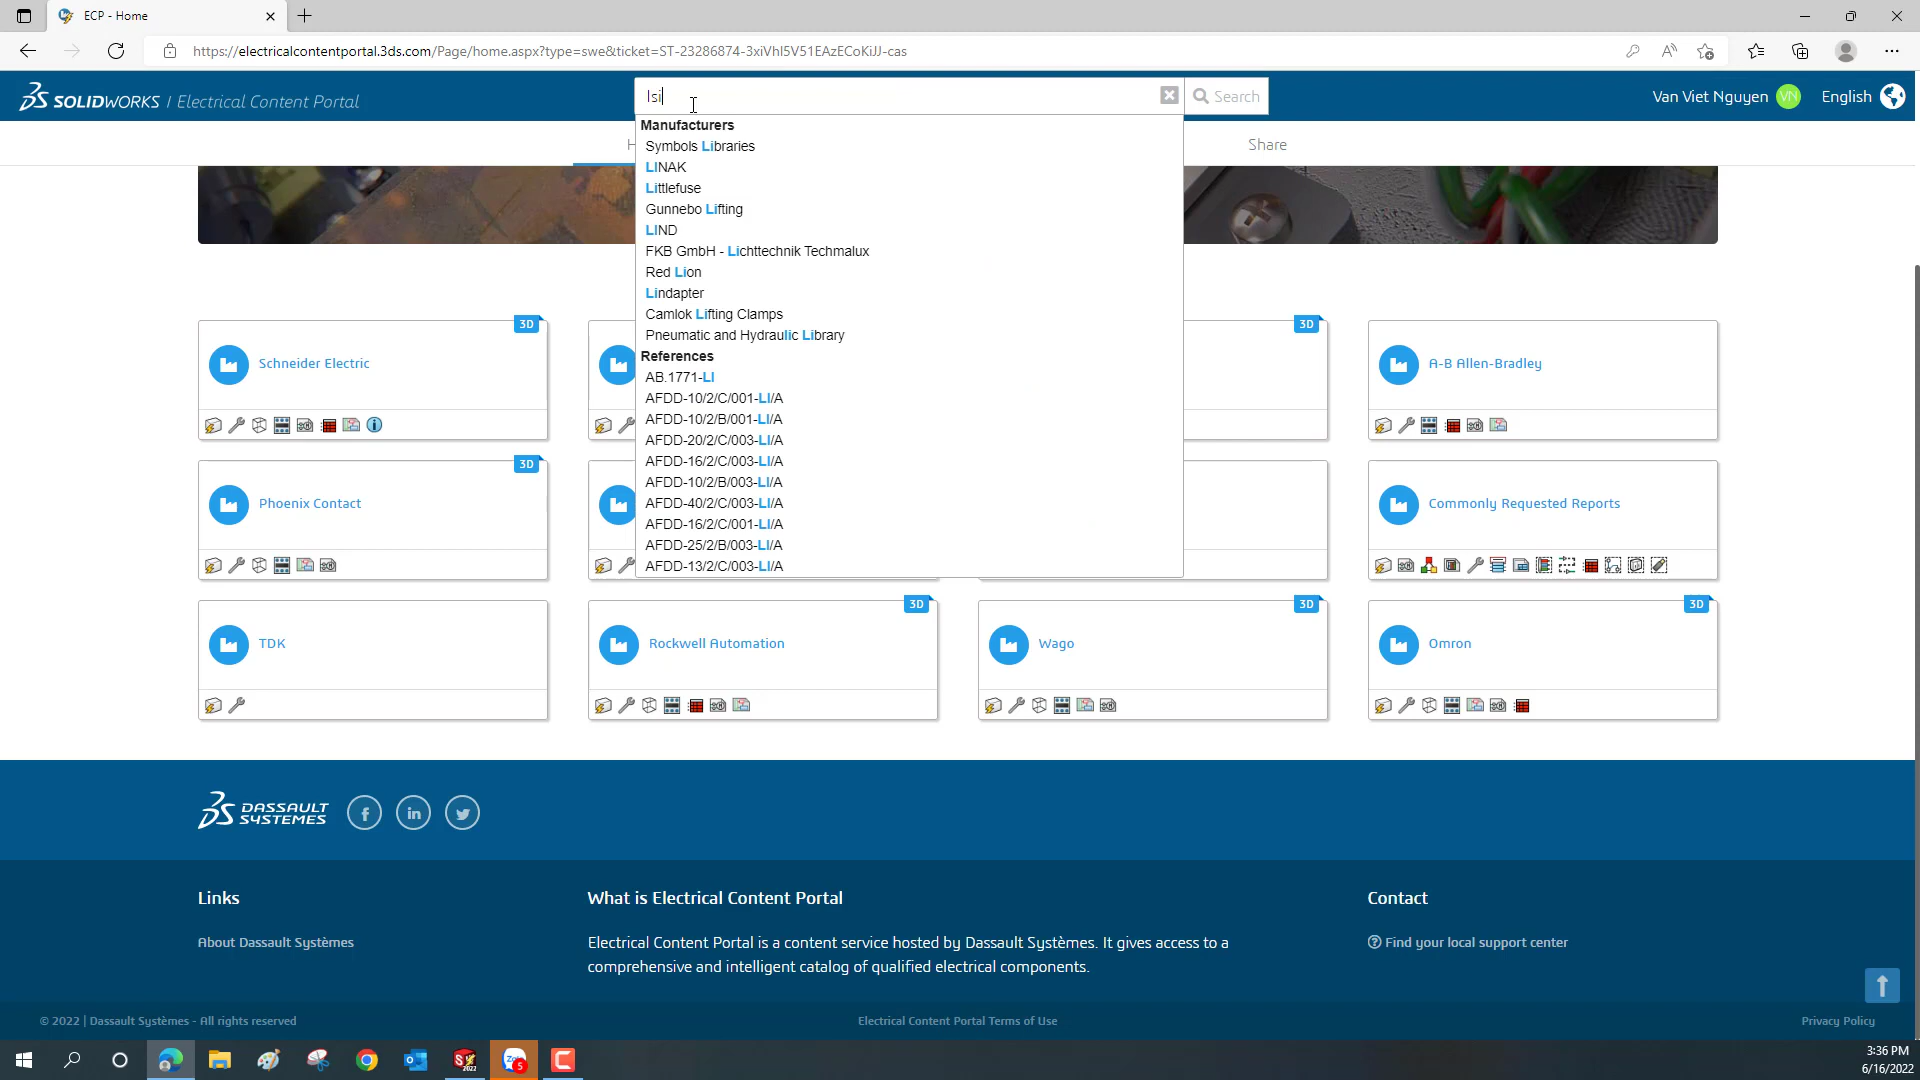 ECP - Home
https://electricalcontentportal.3ds.com/Page/home.aspx?type=swe&ticket=ST-23286874-3xiVhI5V51EAzECoKiJJ-cas
SOLIDWORKS / Electrical Content Portal
lsi
Search
Van Viet Nguyen VN
English
Share
Manufacturers
Symbols Libraries
LINAK
Littlefuse
Gunnebo Lifting
LIND
FKB GmbH - Lichttechnik Techmalux
Red Lion
Lindapter
Camlok Lifting Clamps
Pneumatic and Hydraulic Library
References
AB.1771-LI
AFDD-10/2/C/001-LI/A
AFDD-10/2/B/001-LI/A
AFDD-20/2/C/003-LI/A
AFDD-16/2/C/003-LI/A
AFDD-10/2/B/003-LI/A
AFDD-40/2/C/003-LI/A
AFDD-16/2/C/001-LI/A
AFDD-25/2/B/003-LI/A
AFDD-13/2/C/003-LI/A
3D
Schneider Electric
3D
A-B Allen-Bradley
3D
Phoenix Contact
Commonly Requested Reports
TDK
3D
Rockwell Automation
3D
Wago
3D
Omron
DASSAULT
SYSTEMES
Links
About Dassault Systèmes
What is Electrical Content Portal
Electrical Content Portal is a content service hosted by Dassault Systèmes. It gives access to a
comprehensive and intelligent catalog of qualified electrical components.
Contact
Find your local support center
© 2022 | Dassault Systèmes - All rights reserved
Electrical Content Portal Terms of Use
Privacy Policy
3:36 PM
6/16/2022